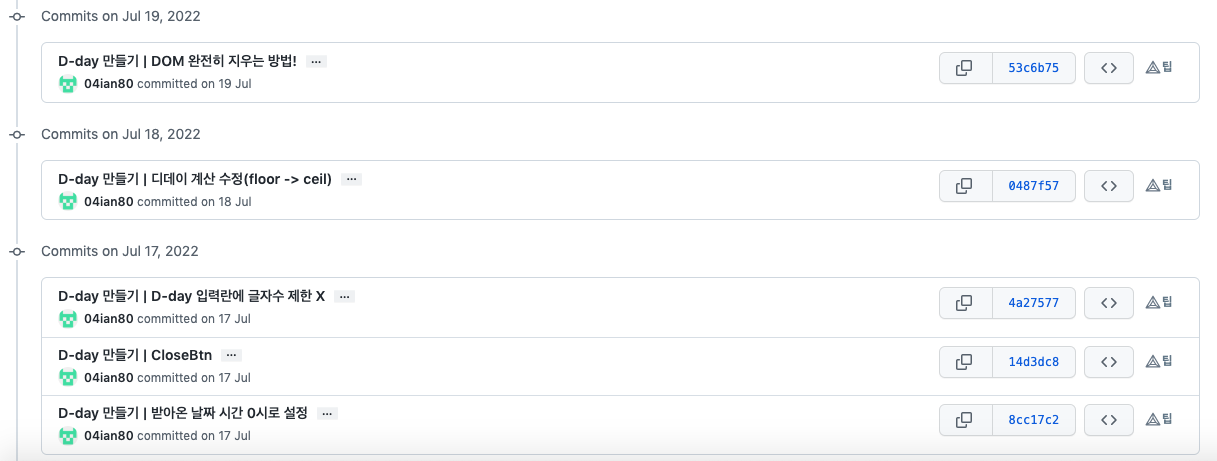 Commits on Jul 19, 2022
D-day 만들기 | DOM 완전히 지우는 방법! ...
04ian80 committed on 19 Jul
53c6b75
팁
Commits on Jul 18, 2022
D-day 만들기 | 디데이 계산 수정(floor -> ceil) ...
04ian80 committed on 18 Jul
0487f57
팁
Commits on Jul 17, 2022
D-day 만들기 | D-day 입력란에 글자수 제한 X ...
04ian80 committed on 17 Jul
4a27577
팁
D-day 만들기 | CloseBtn ...
04ian80 committed on 17 Jul
14d3dc8
팁
D-day 만들기 | 받아온 날짜 시간 0시로 설정 ...
04ian80 committed on 17 Jul
8cc17c2
팁